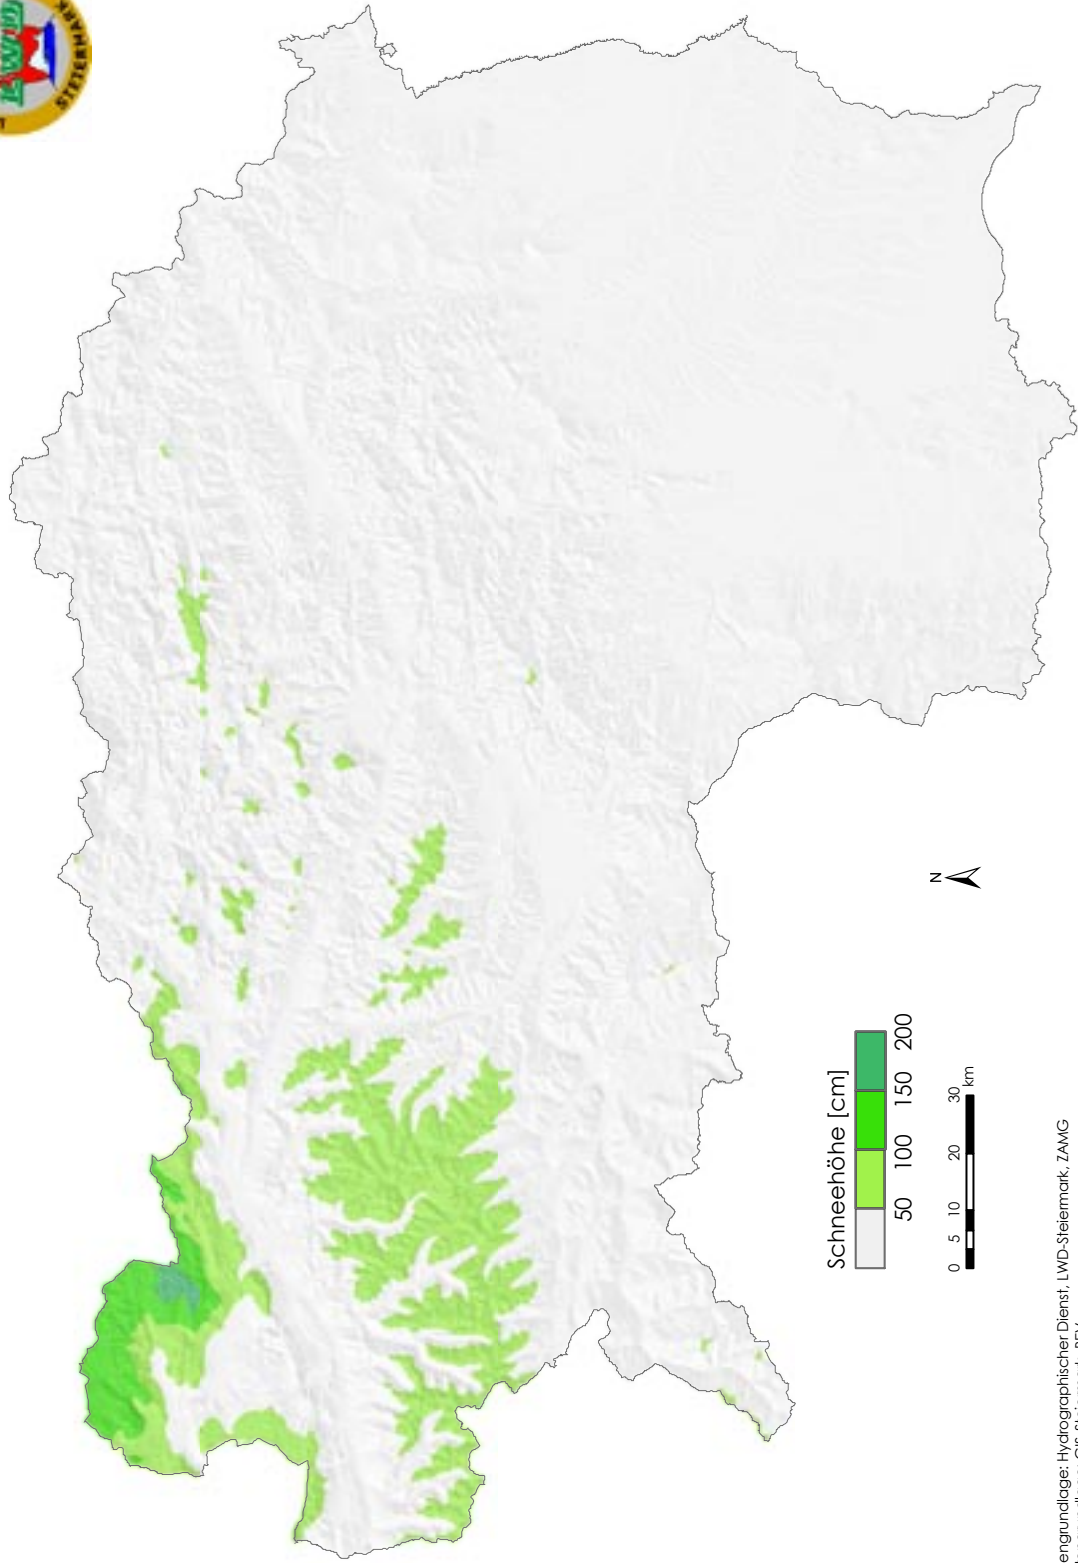 LWD
STEIERMARK
Schneehöhe [cm]
50 100 150 200
N
0 5 10 20 30 km
engrundlage: Hydrographischer Dienst, LWD-Steiermark, ZAMG